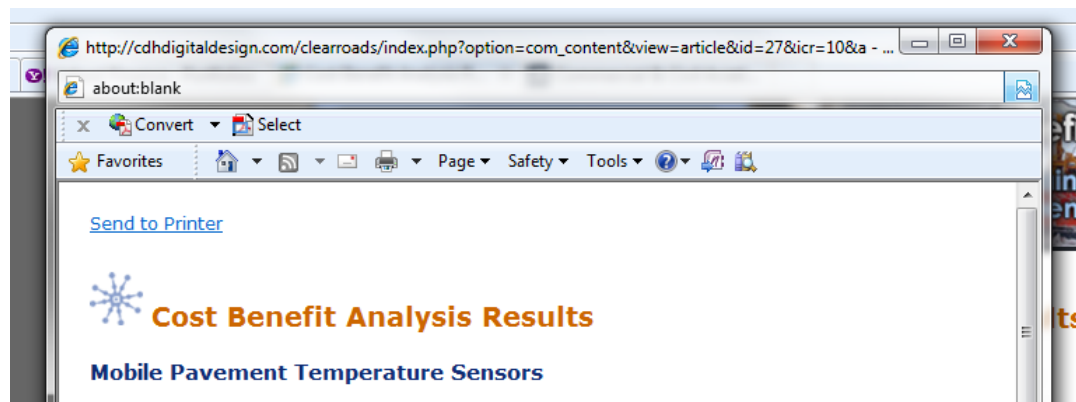 http://cdhdigitaldesign.com/clearroads/index.php?option=com_content&view=article&id=27&icr=10&a - ...
about:blank
x Convert Select
Favorites Page Safety Tools
Send to Printer
Cost Benefit Analysis Results
Mobile Pavement Temperature Sensors